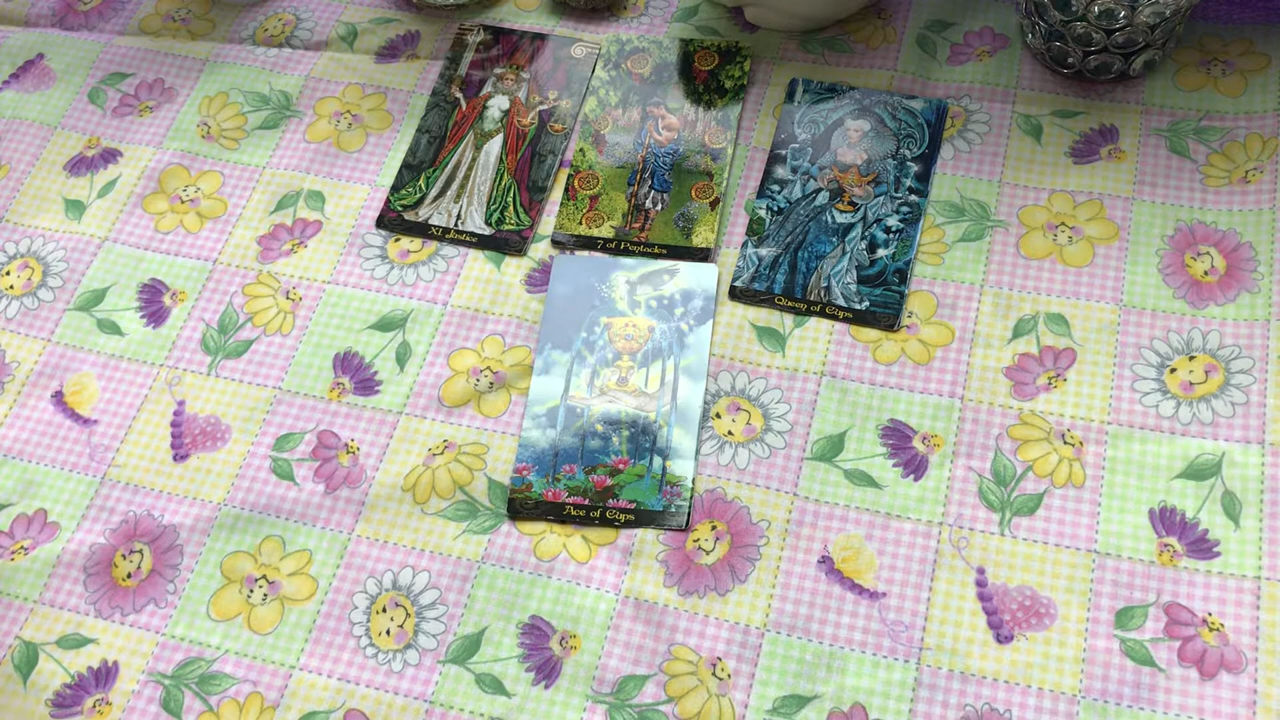 XI Justice
7 of Pentacles
Queen of Cups
Ace of Cups